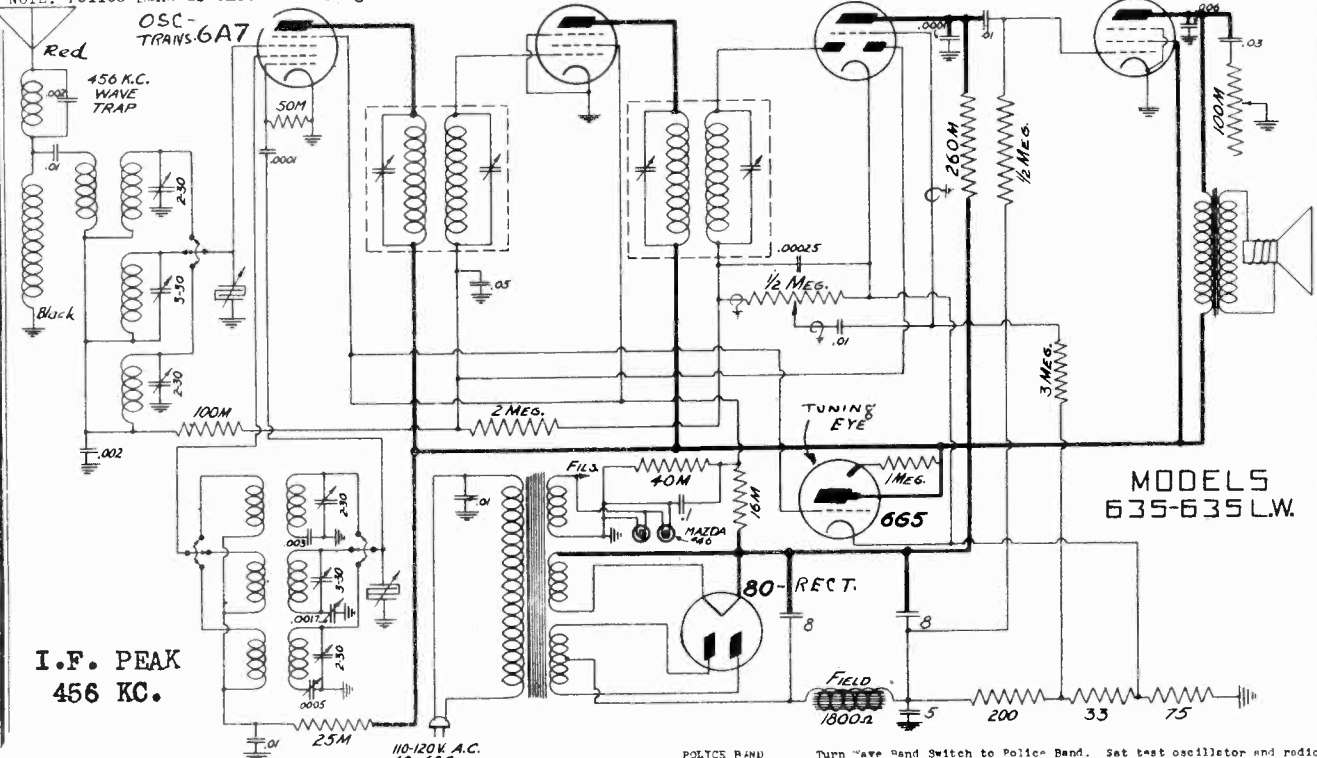 OSC-
TRANS. 6A7
Red
456 K.C.
WAVE
TRAP
.002
.01
2-30
3-30
2-30
Black
.002
100M
50M
.0001
.05
2 MEG.
.0001
.01
260M
½ MEG.
.00025
½ MEG.
.01
3 MEG.
.006
.03
100M
TUNING
EYE
1 MEG.
6G5
MODELS
635-635 L.W.
FILS.
40M
.1
MAZDA
#46
16M
.01
80-RECT.
8
8
FIELD
1800Ω
5
200
33
75
2-30
.003
3-30
.0017
2-30
.0005
I.F. PEAK
456 KC.
.01
25M
110-120V. A.C.
POLICE BAND
Turn Wave Band Switch to Police Band. Set test oscillator and radio